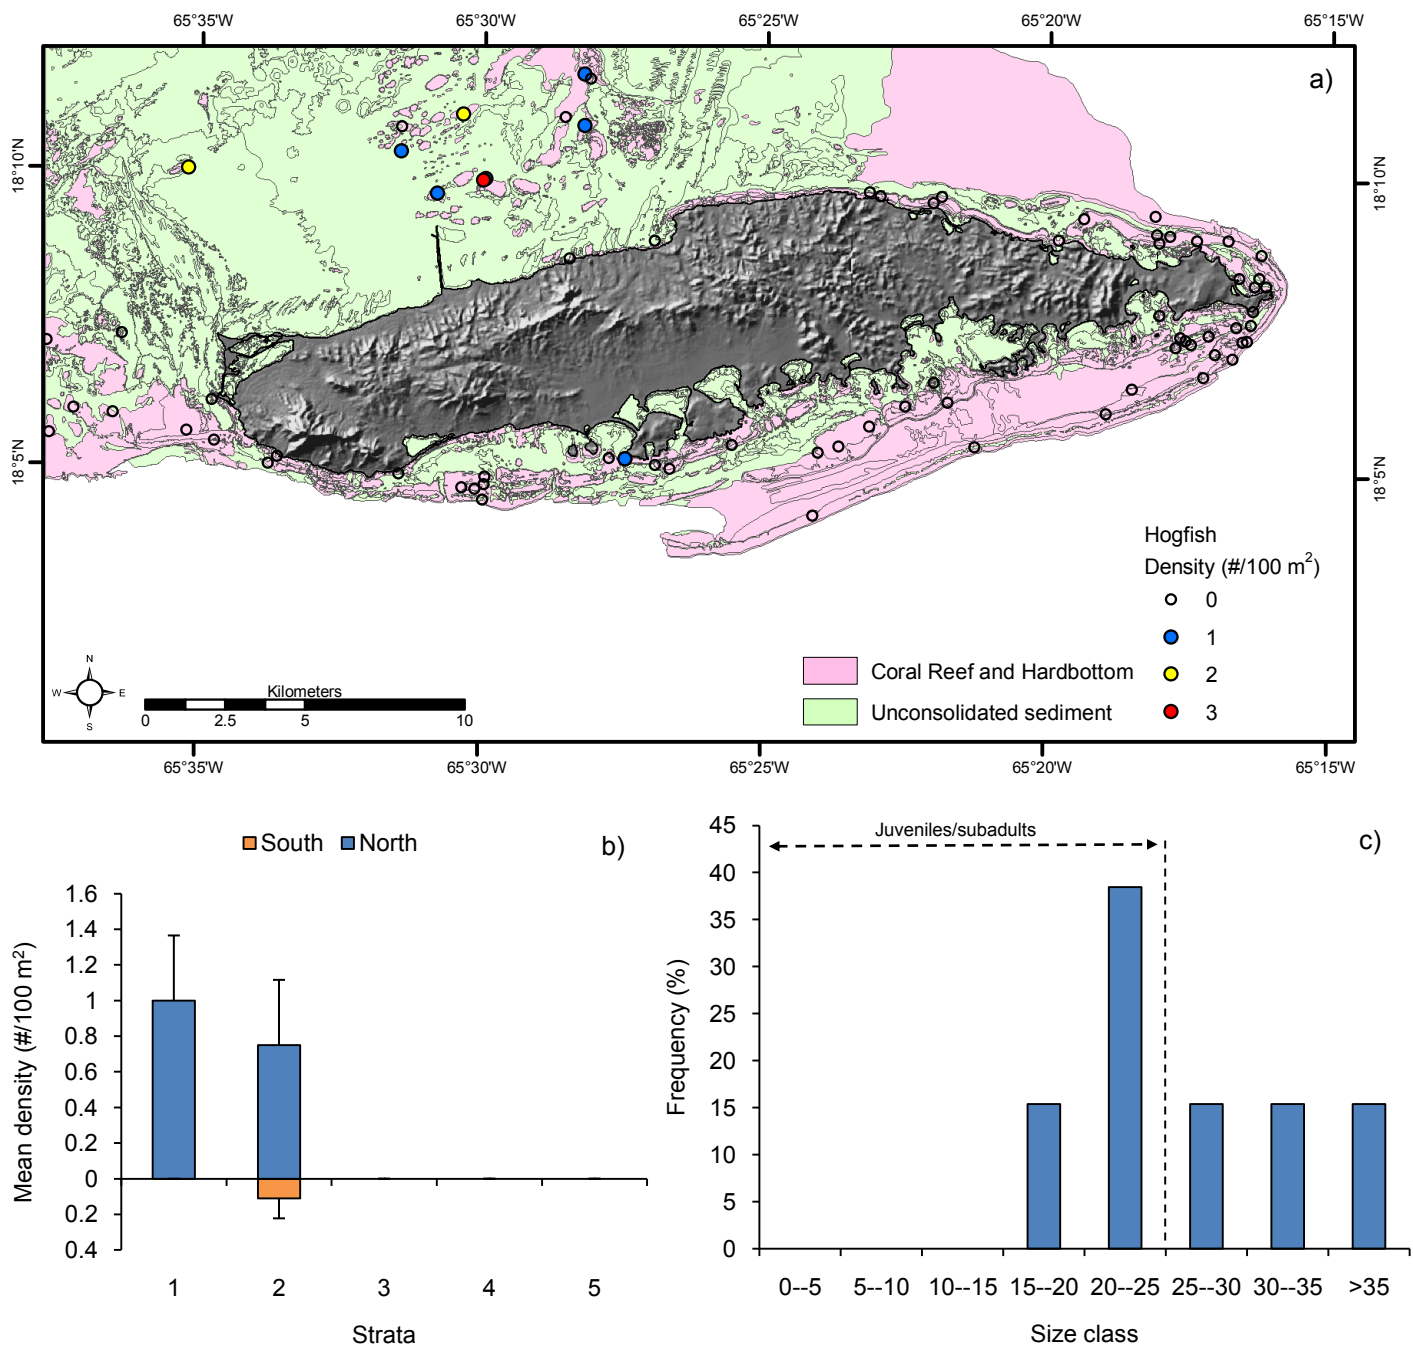 65°35'W 65°30'W 65°25'W 65°20'W 65°15'W
a)
18°10'N 18°10'N
18°5'N 18°5'N
Hogfish
Density (#/100 m²)
0
1
2
3
Coral Reef and Hardbottom
Unconsolidated sediment
N
W E
S
Kilometers
0 2.5 5 10
65°35'W 65°30'W 65°25'W 65°20'W 65°15'W
South North b)
Mean density (#/100 m²)
1.6
1.4
1.2
1
0.8
0.6
0.4
0.2
0
0.2
0.4
1 2 3 4 5
Strata
Juveniles/subadults c)
Frequency (%)
45
40
35
30
25
20
15
10
5
0
0--5 5--10 10--15 15--20 20--25 25--30 30--35 >35
Size class